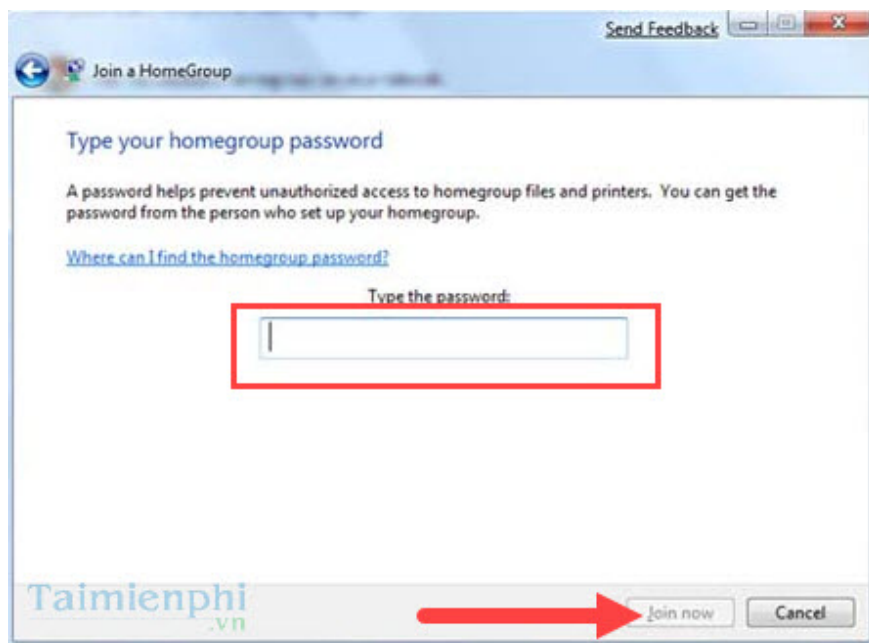 Send Feedback
Join a HomeGroup
Type your homegroup password
A password helps prevent unauthorized access to homegroup files and printers. You can get the
password from the person who set up your homegroup.
Where can I find the homegroup password?
Type the password:
Taimienphi
.vn
Join now
Cancel